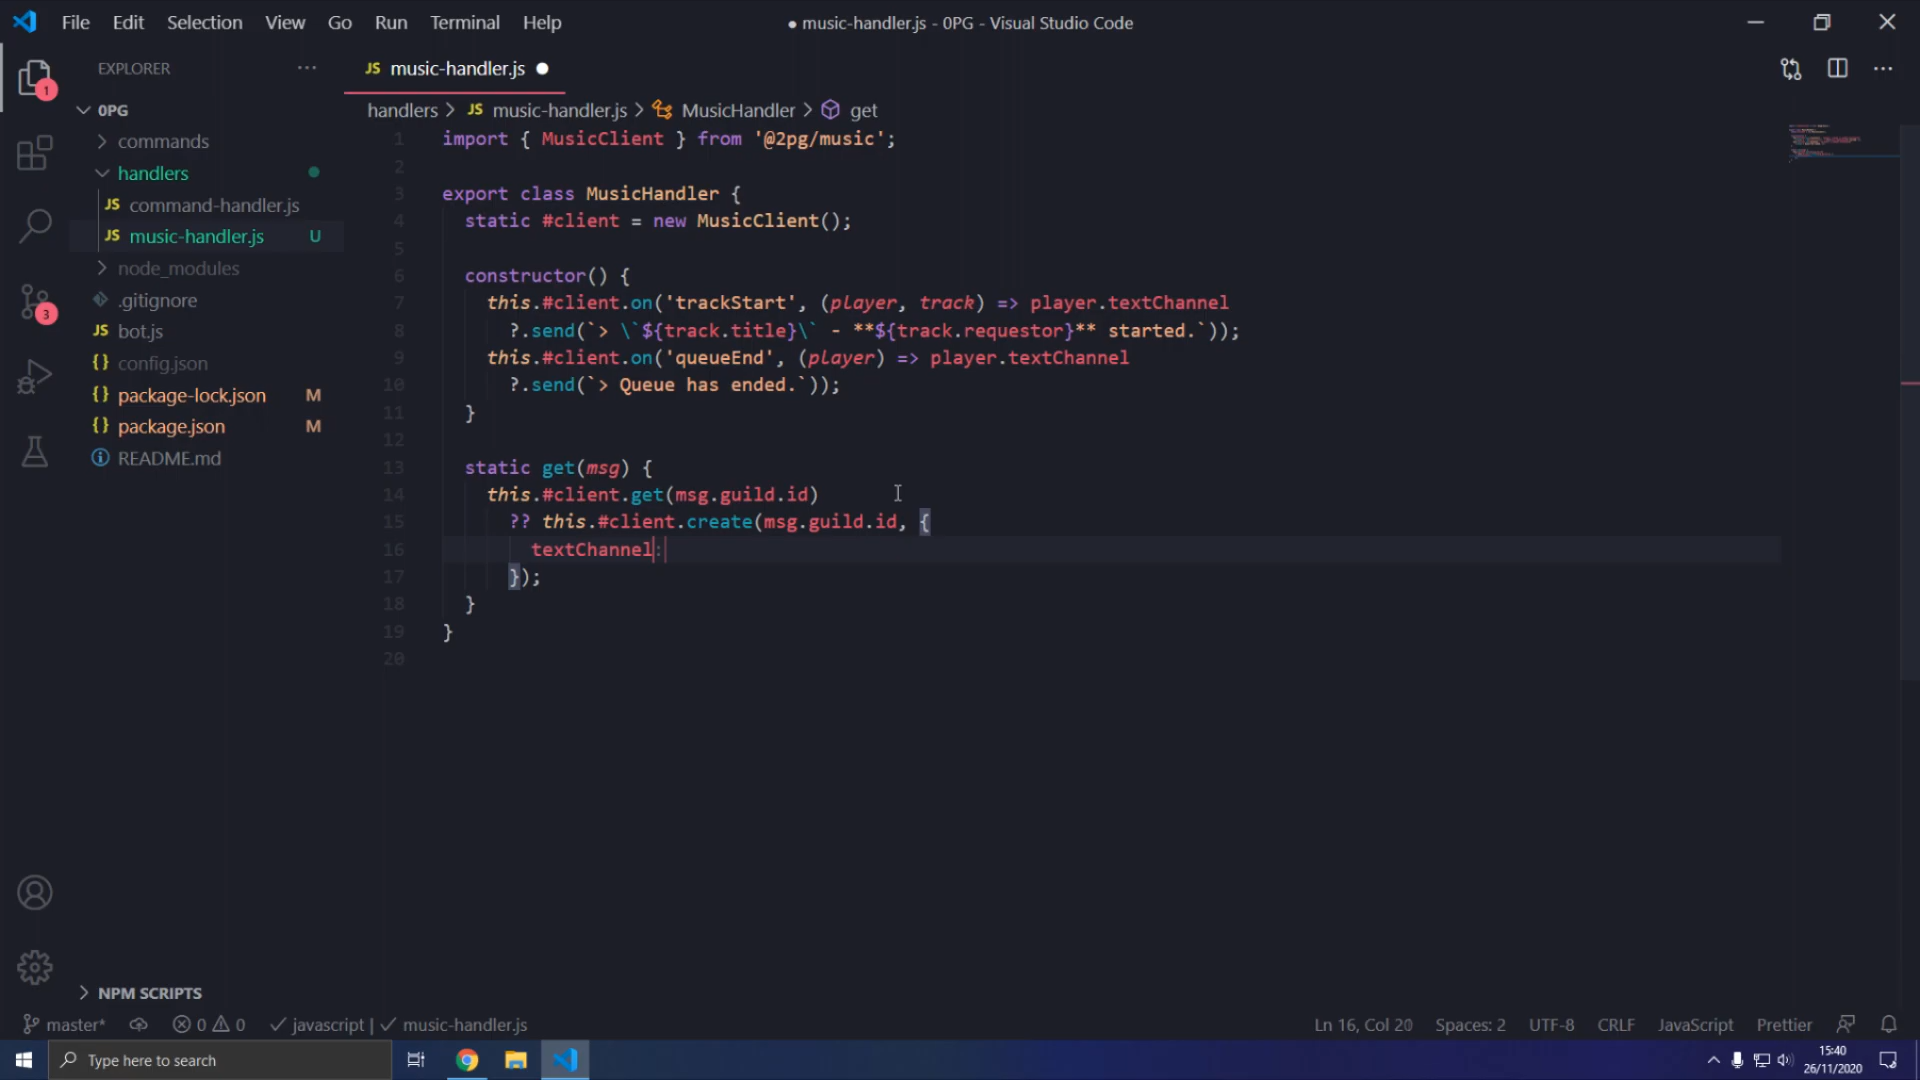 File Edit Selection View Go Run Terminal Help
● music-handler.js - 0PG - Visual Studio Code
EXPLORER ···
JS music-handler.js ●
1
handlers > JS music-handler.js > MusicHandler > get
0PG
commands
handlers
JS command-handler.js
JS music-handler.js U
node_modules
.gitignore
JS bot.js
{} config.json
{} package-lock.json M
{} package.json M
README.md
3
1 import { MusicClient } from '@2pg/music';
2
3 export class MusicHandler {
4 static #client = new MusicClient();
5
6 constructor() {
7 this.#client.on('trackStart', (player, track) => player.textChannel
8 ?.send(`> \`${track.title}\` - **${track.requestor}** started.`));
9 this.#client.on('queueEnd', (player) => player.textChannel
10 ?.send(`> Queue has ended.`));
11 }
12
13 static get(msg) {
14 this.#client.get(msg.guild.id)
15 ?? this.#client.create(msg.guild.id, {
16 textChannel:
17 });
18 }
19 }
20
NPM SCRIPTS
master* 0 0 javascript | music-handler.js
Ln 16, Col 20 Spaces: 2 UTF-8 CRLF JavaScript Prettier
Type here to search
15:40
26/11/2020